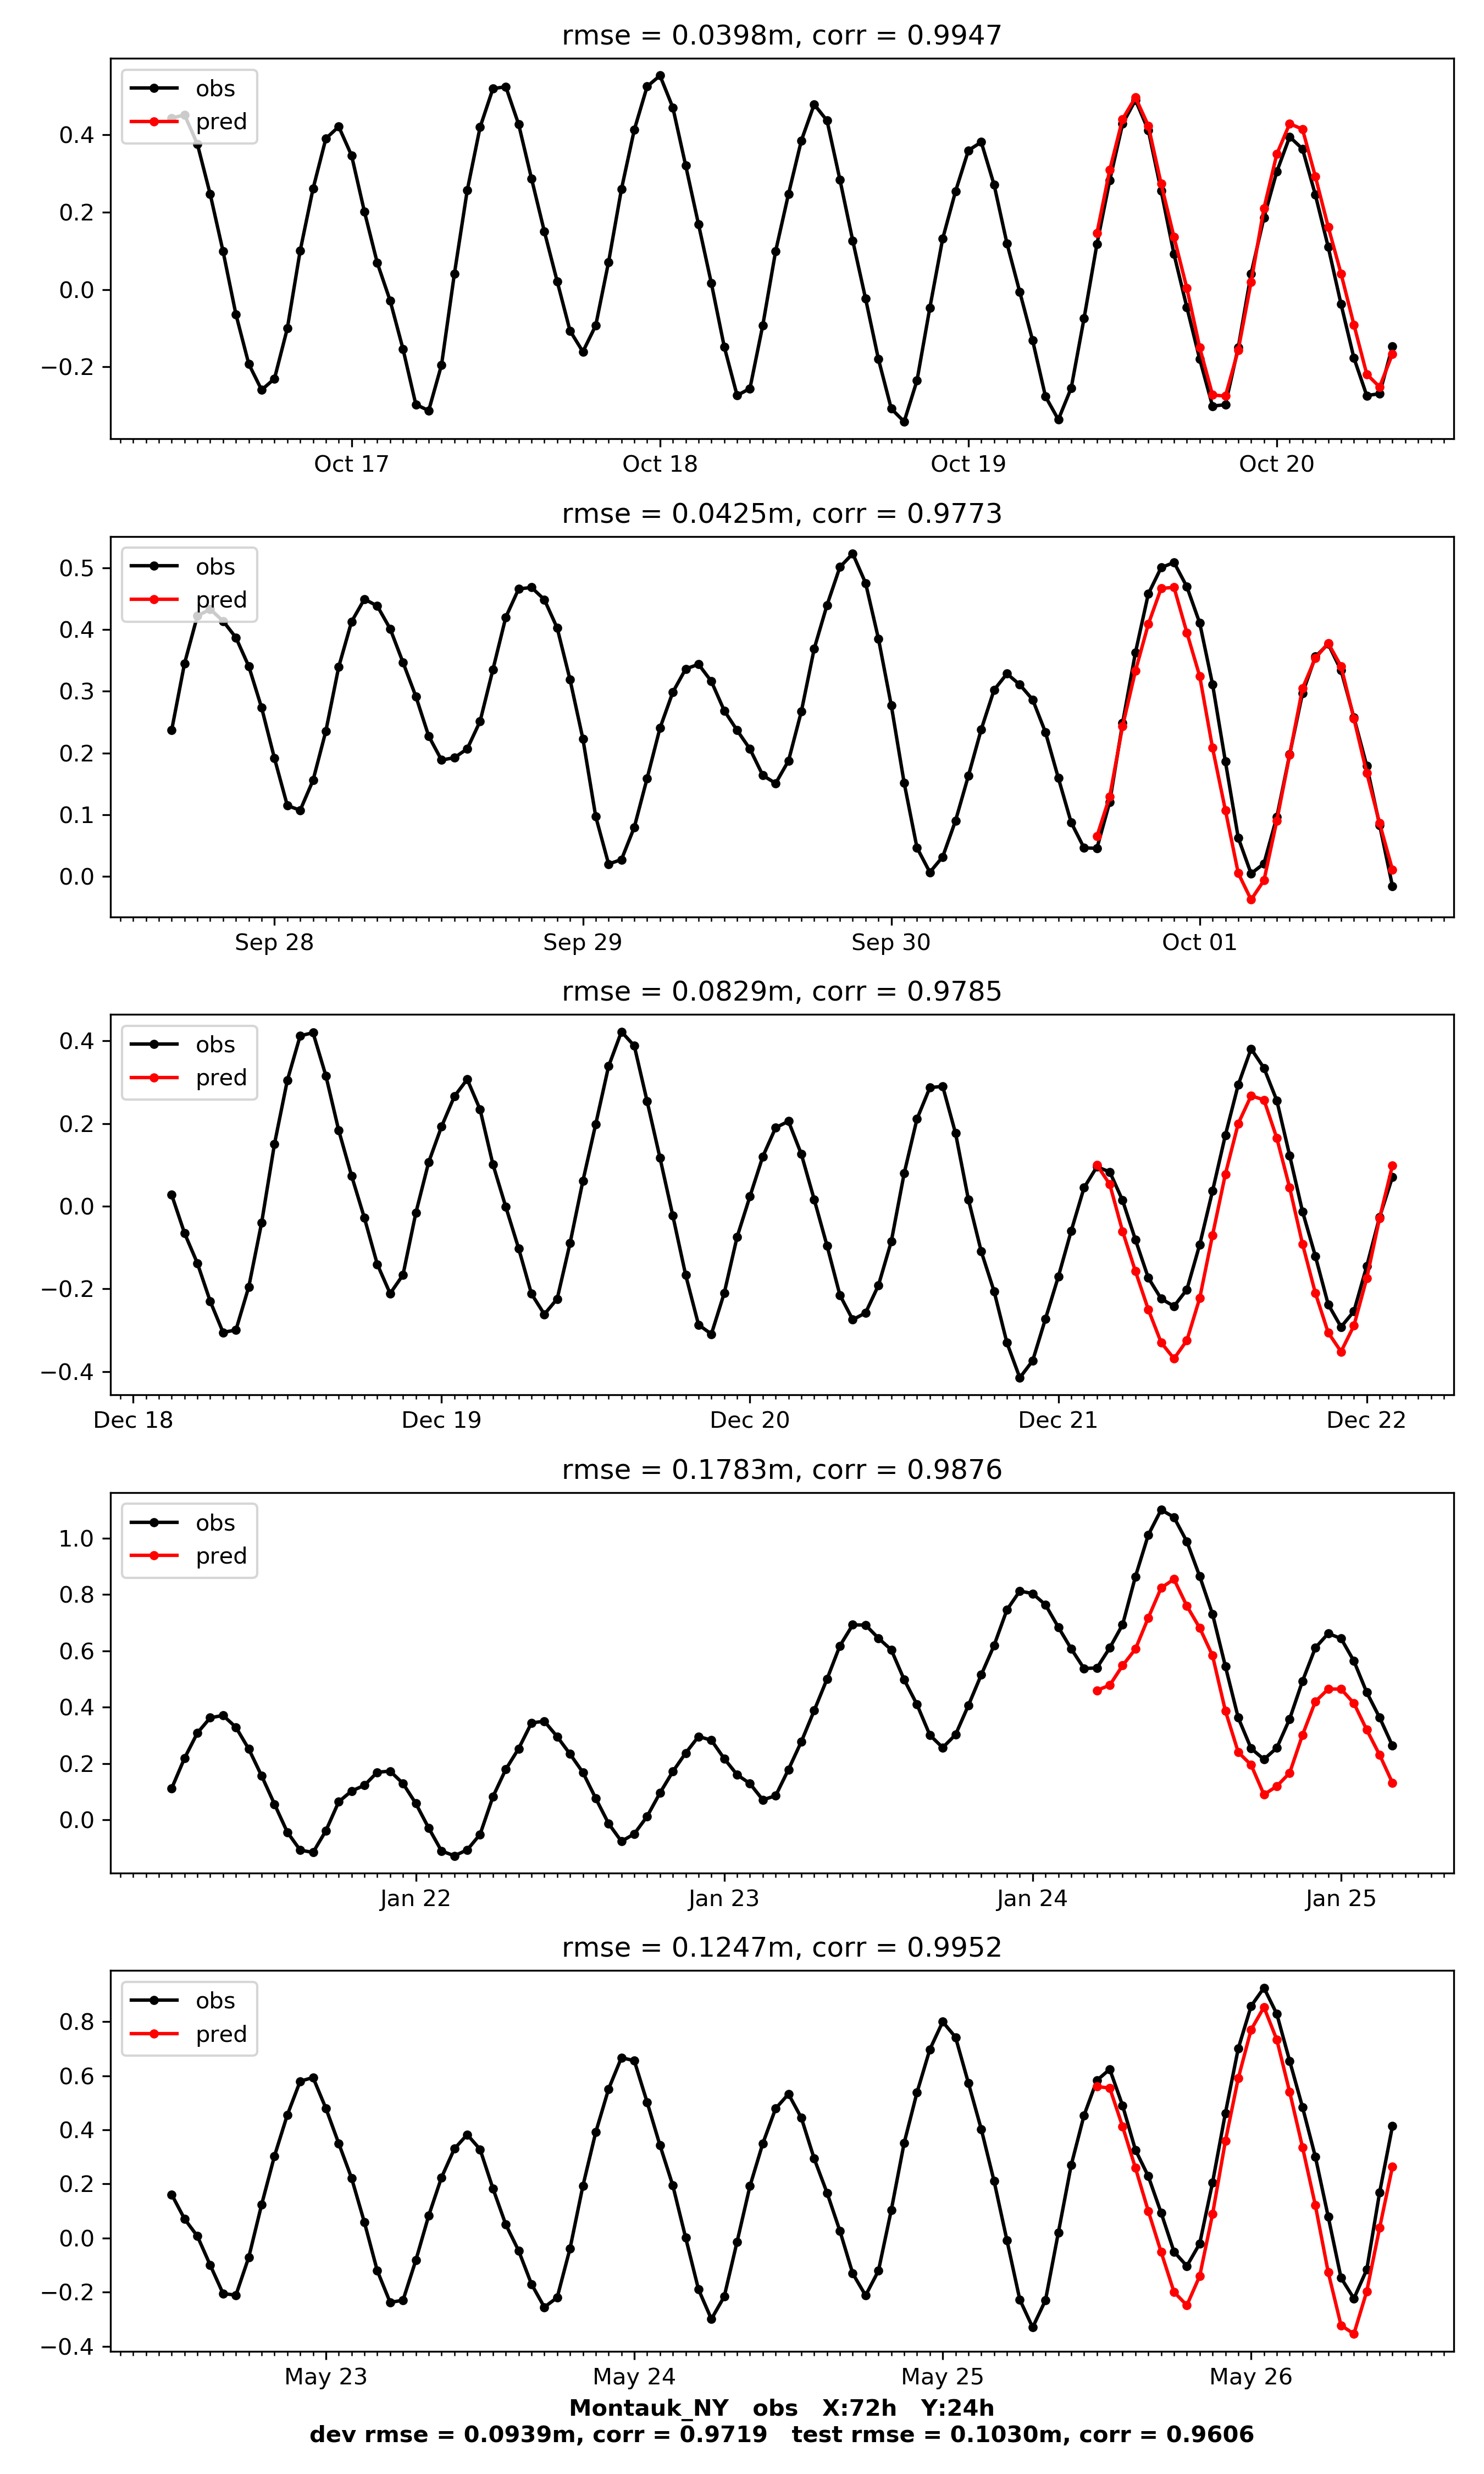 rmse = 0.0398m, corr = 0.9947
obs
pred
0.4
0.2
0.0
−0.2
Oct 17 Oct 18 Oct 19 Oct 20
rmse = 0.0425m, corr = 0.9773
obs
pred
0.5
0.4
0.3
0.2
0.1
0.0
Sep 28 Sep 29 Sep 30 Oct 01
rmse = 0.0829m, corr = 0.9785
obs
pred
0.4
0.2
0.0
−0.2
−0.4
Dec 18 Dec 19 Dec 20 Dec 21 Dec 22
rmse = 0.1783m, corr = 0.9876
obs
pred
1.0
0.8
0.6
0.4
0.2
0.0
Jan 22 Jan 23 Jan 24 Jan 25
rmse = 0.1247m, corr = 0.9952
obs
pred
0.8
0.6
0.4
0.2
0.0
−0.2
−0.4
May 23 May 24 May 25 May 26
Montauk_NY obs X:72h Y:24h
dev rmse = 0.0939m, corr = 0.9719 test rmse = 0.1030m, corr = 0.9606